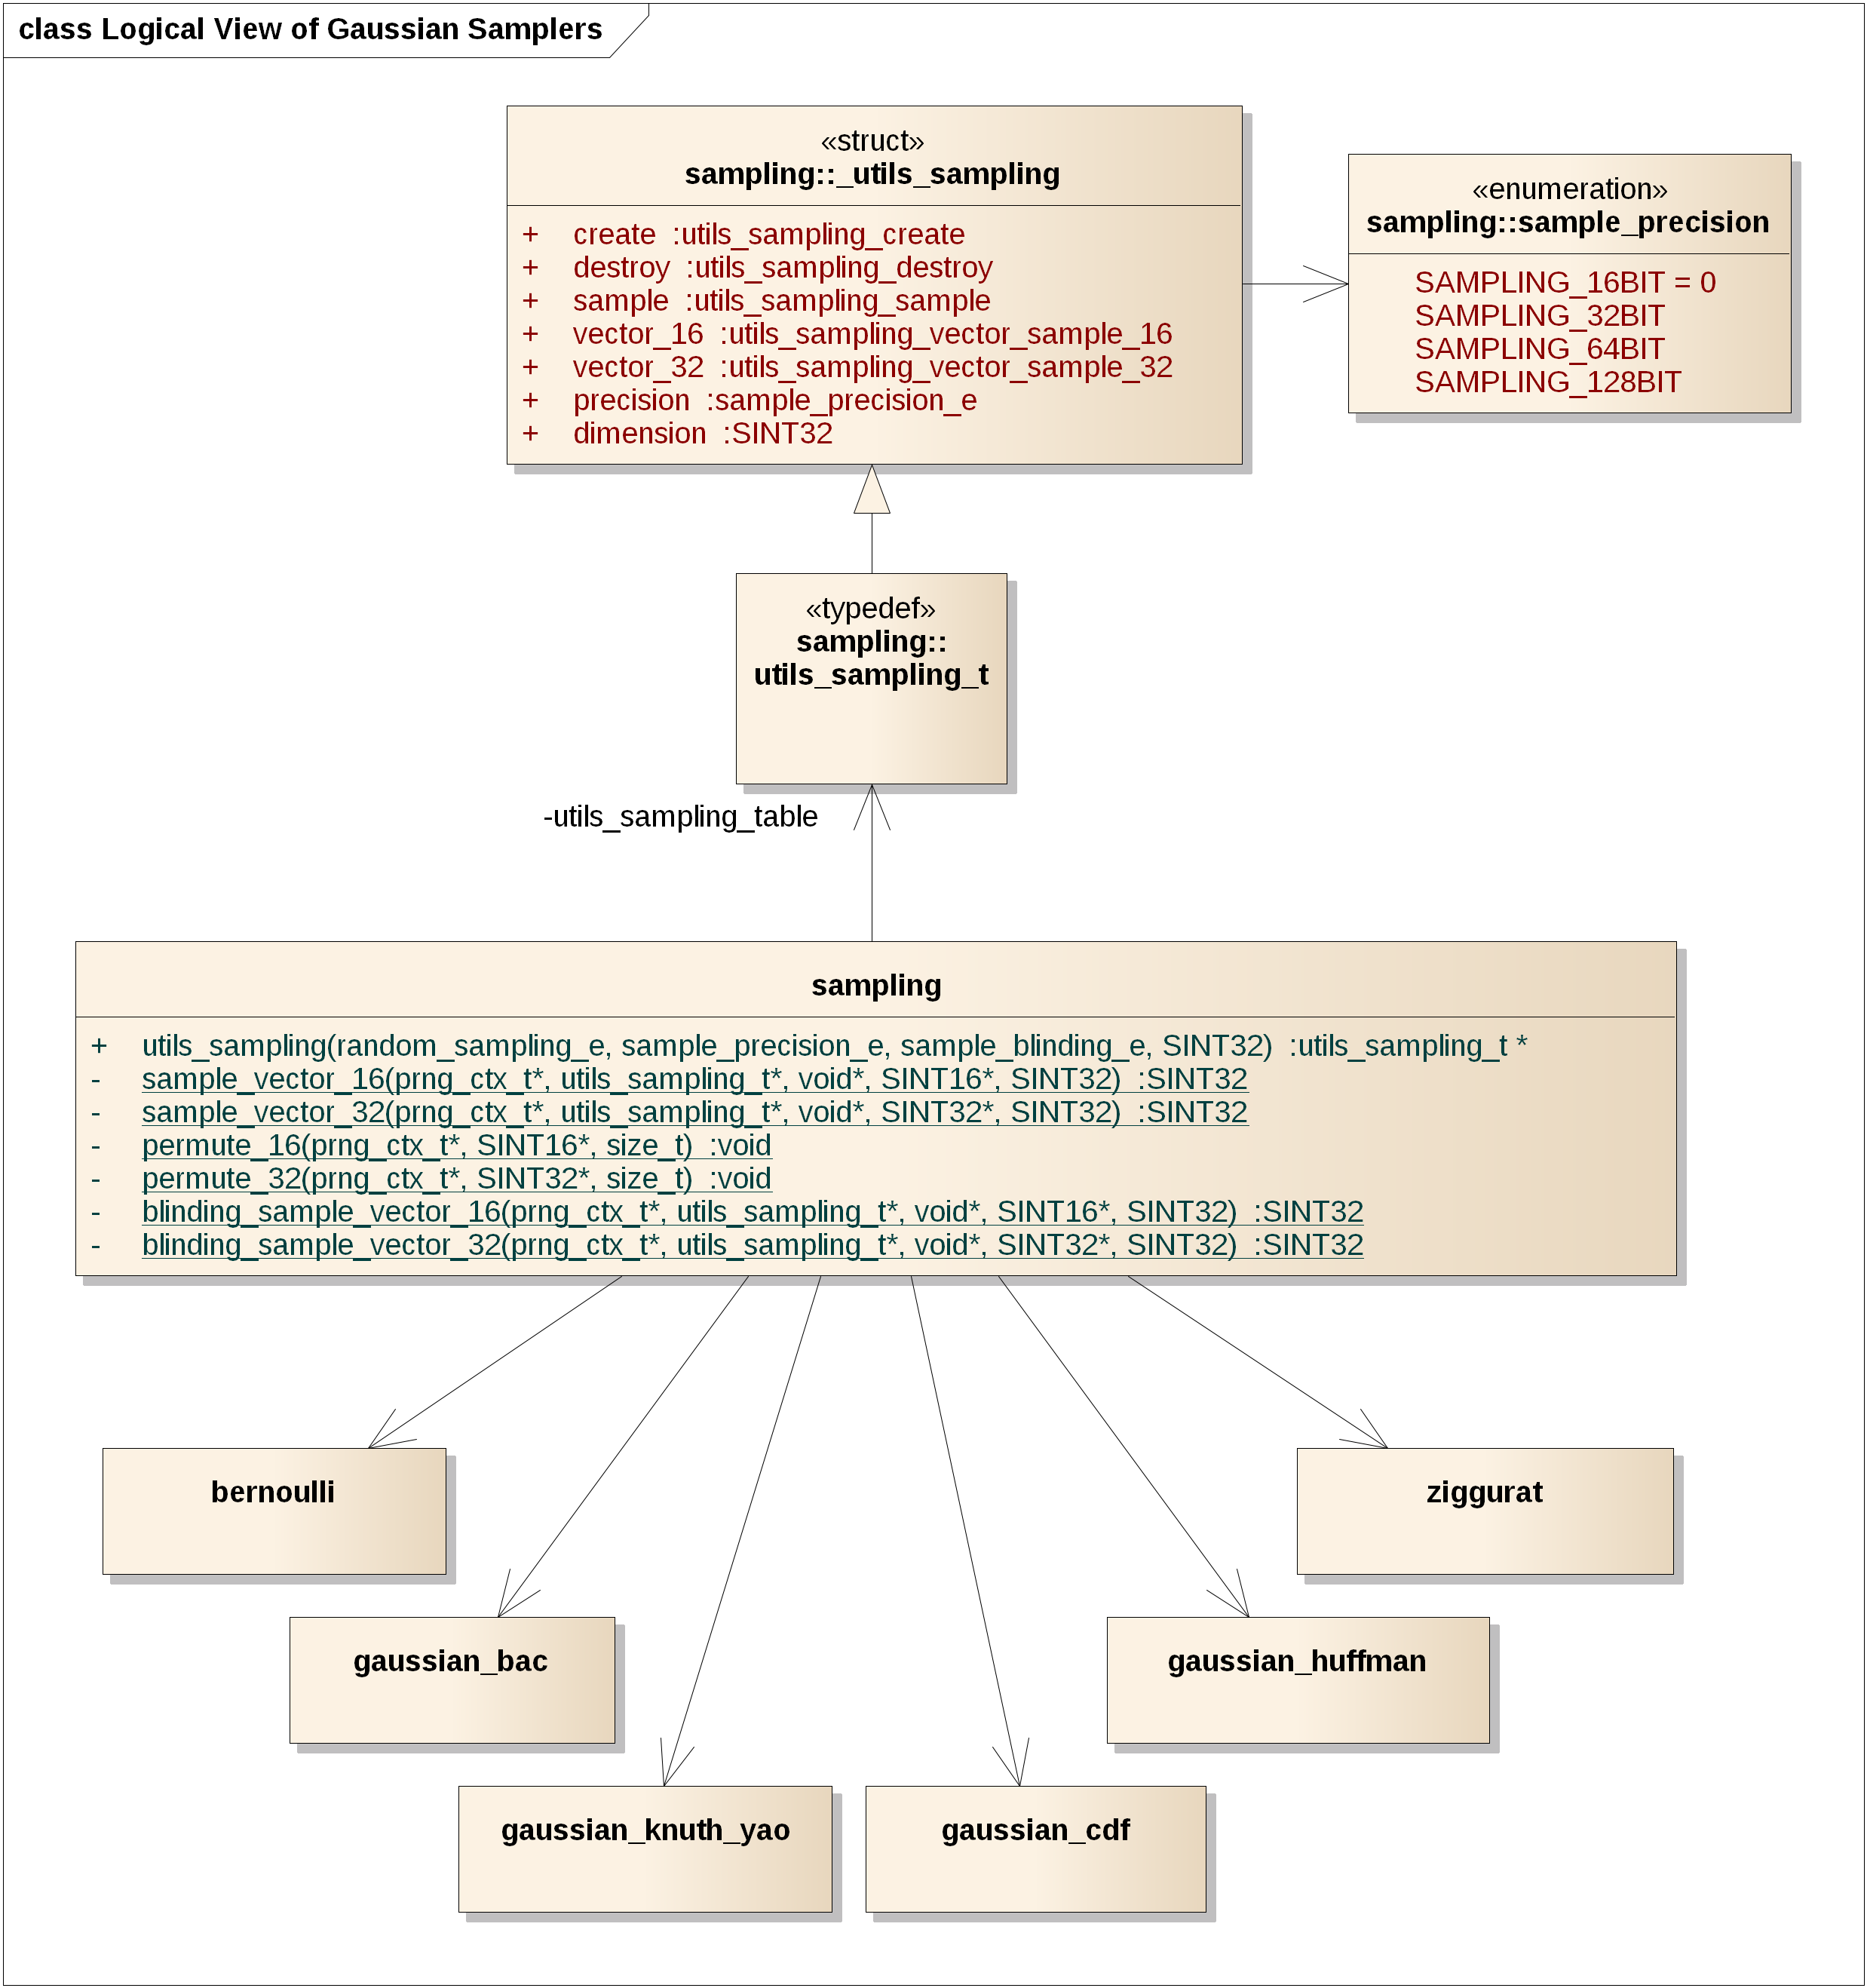 class Logical View of Gaussian Samplers
«struct»
sampling::_utils_sampling
+ create :utils_sampling_create
+ destroy :utils_sampling_destroy
+ sample :utils_sampling_sample
+ vector_16 :utils_sampling_vector_sample_16
+ vector_32 :utils_sampling_vector_sample_32
+ precision :sample_precision_e
+ dimension :SINT32
«enumeration»
sampling::sample_precision
SAMPLING_16BIT = 0
SAMPLING_32BIT
SAMPLING_64BIT
SAMPLING_128BIT
«typedef»
sampling::
utils_sampling_t
-utils_sampling_table
sampling
+ utils_sampling(random_sampling_e, sample_precision_e, sample_blinding_e, SINT32) :utils_sampling_t *
- sample_vector_16(prng_ctx_t*, utils_sampling_t*, void*, SINT16*, SINT32) :SINT32
- sample_vector_32(prng_ctx_t*, utils_sampling_t*, void*, SINT32*, SINT32) :SINT32
- permute_16(prng_ctx_t*, SINT16*, size_t) :void
- permute_32(prng_ctx_t*, SINT32*, size_t) :void
- blinding_sample_vector_16(prng_ctx_t*, utils_sampling_t*, void*, SINT16*, SINT32) :SINT32
- blinding_sample_vector_32(prng_ctx_t*, utils_sampling_t*, void*, SINT32*, SINT32) :SINT32
bernoulli
ziggurat
gaussian_bac
gaussian_huffman
gaussian_knuth_yao
gaussian_cdf